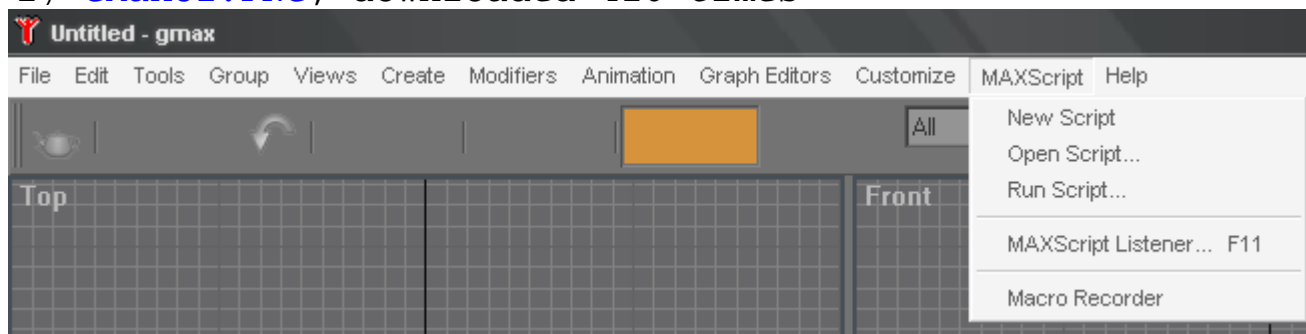 Untitled - gmax
File Edit Tools Group Views Create Modifiers Animation Graph Editors Customize MAXScript Help
All
New Script
Open Script...
Run Script...
MAXScript Listener... F11
Macro Recorder
Top
Front